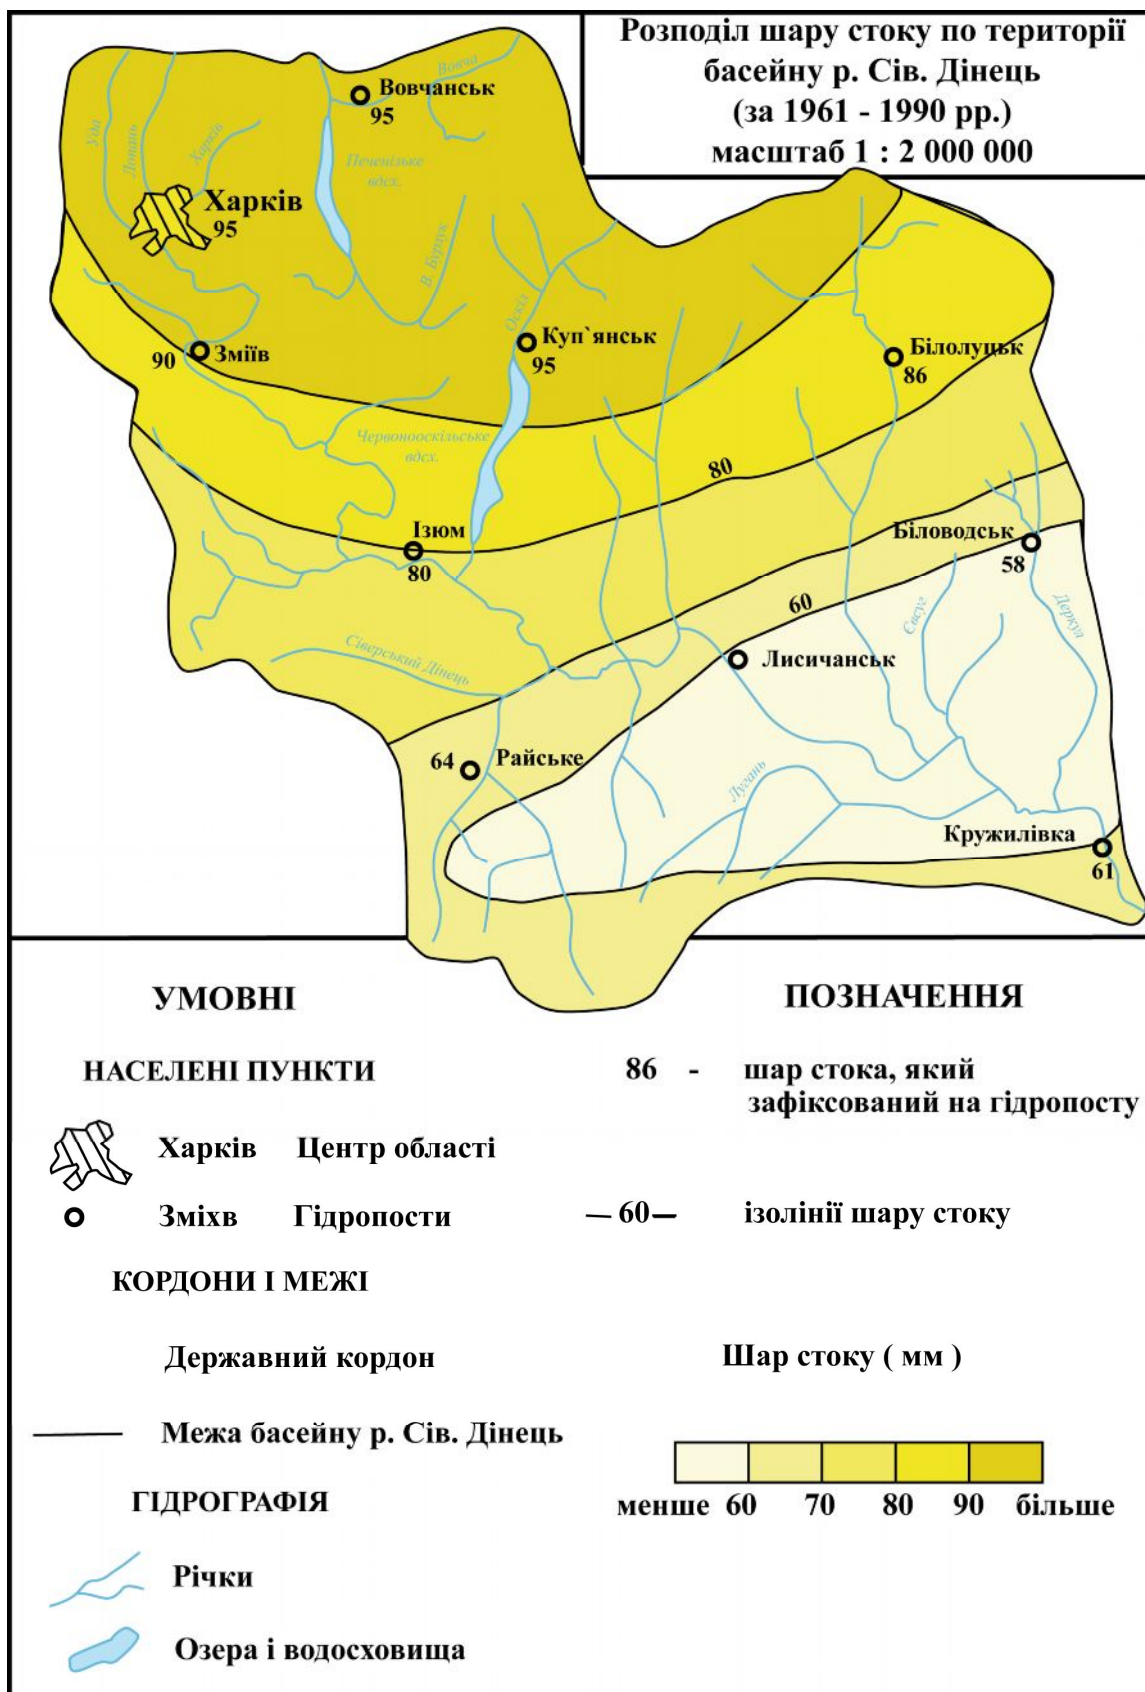 Розподіл шару стоку по території
басейну р. Сів. Дінець
(за 1961 - 1990 рр.)
масштаб 1 : 2 000 000
Вовча
Вовчанськ
95
Уда
Лопань
Харків
Печенізьке
вдсх.
Харків
95
В. Бурлук
Оскіл
Куп`янськ
95
90
Зміїв
Білолуцьк
86
Червонооскільське
вдсх.
80
Ізюм
80
Біловодськ
58
60
Євсуг
Деркул
Сіверський Дінець
Лисичанськ
64
Райське
Лугань
Кружилівка
61
УМОВНІ
ПОЗНАЧЕННЯ
НАСЕЛЕНІ ПУНКТИ
86 - шар стока, який
зафіксований на гідропосту
Харків Центр області
Зміхв Гідропости
60
ізолінії шару стоку
КОРДОНИ І МЕЖІ
Державний кордон
Шар стоку ( мм )
Межа басейну р. Сів. Дінець
менше 60 70 80 90 більше
ГІДРОГРАФІЯ
Річки
Озера і водосховища